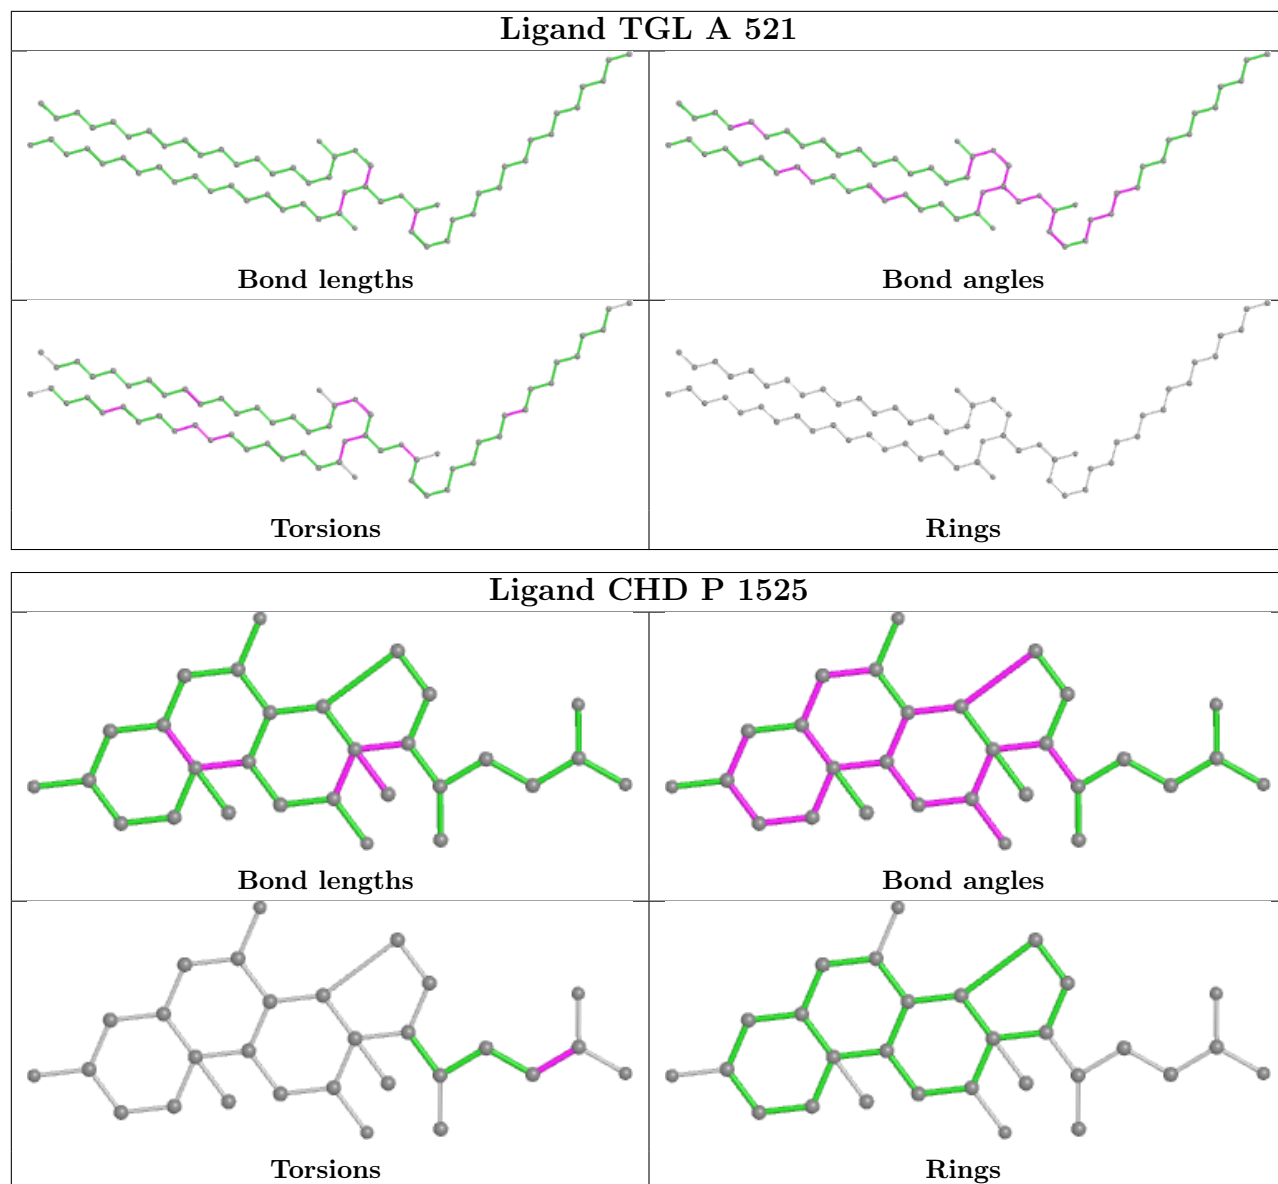 Ligand TGL A 521
Bond lengths
Bond angles
Torsions
Rings
Ligand CHD P 1525
Bond lengths
Bond angles
Torsions
Rings